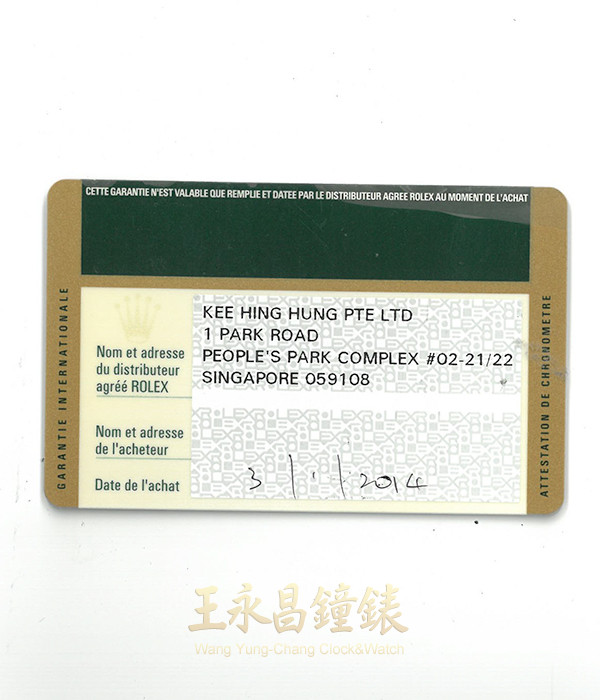 CETTE GARANTIE N'EST VALABLE QUE REMPLIE ET DATEE PAR LE DISTRIBUTEUR AGREE ROLEX AU MOMENT DE L'ACHAT
GARANTIE INTERNATIONALE
Nom et adresse
du distributeur
agréé ROLEX
KEE HING HUNG PTE LTD
1 PARK ROAD
PEOPLE'S PARK COMPLEX #02-21/22
SINGAPORE 059108
Nom et adresse
de l'acheteur
Date de l'achat
3 / 1 / 2014
ATTESTATION DE CHRONOMETRE
王永昌鐘錶
Wang Yung-Chang Clock&Watch